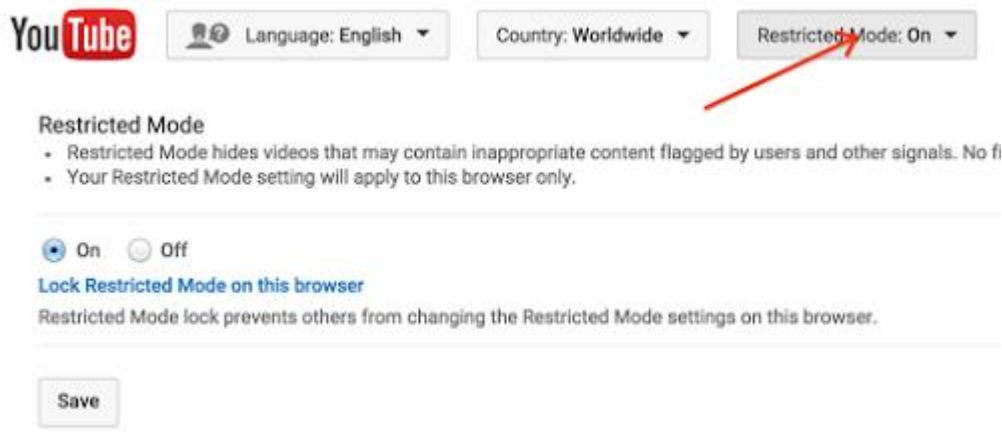 YouTube Language: English Country: Worldwide Restricted Mode: On
Restricted Mode
Restricted Mode hides videos that may contain inappropriate content flagged by users and other signals. No
Your Restricted Mode setting will apply to this browser only.
On Off
Lock Restricted Mode on this browser
Restricted Mode lock prevents others from changing the Restricted Mode settings on this browser.
Save